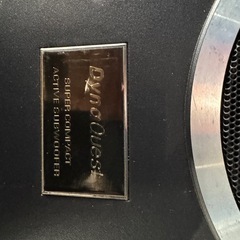 DynaQuest
SUPER COMPACT
ACTIVE SUBWOOFER